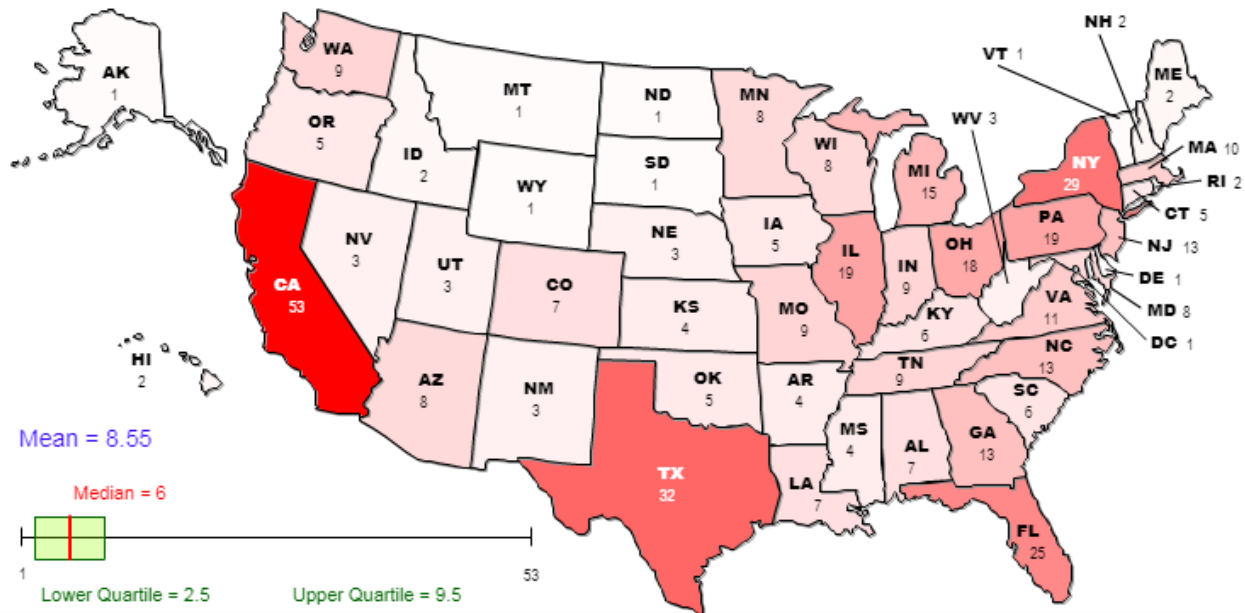 NH 2
VT 1
ME
2
AK
1
WA
9
MT
1
ND
1
MN
8
WV 3
OR
5
ID
2
SD
1
WI
8
MI
15
NY
29
MA 10
RI 2
WY
1
CT 5
PA
19
NJ 13
NV
3
UT
3
NE
3
IA
5
IL
19
IN
9
OH
18
DE 1
CA
53
CO
7
KS
4
MO
9
KY
6
VA
11
MD 8
DC 1
HI
2
AZ
8
NM
3
OK
5
AR
4
TN
9
NC
13
SC
6
MS
4
AL
7
GA
13
Mean = 8.55
TX
32
LA
7
FL
25
Median = 6
1
53
Lower Quartile = 2.5
Upper Quartile = 9.5